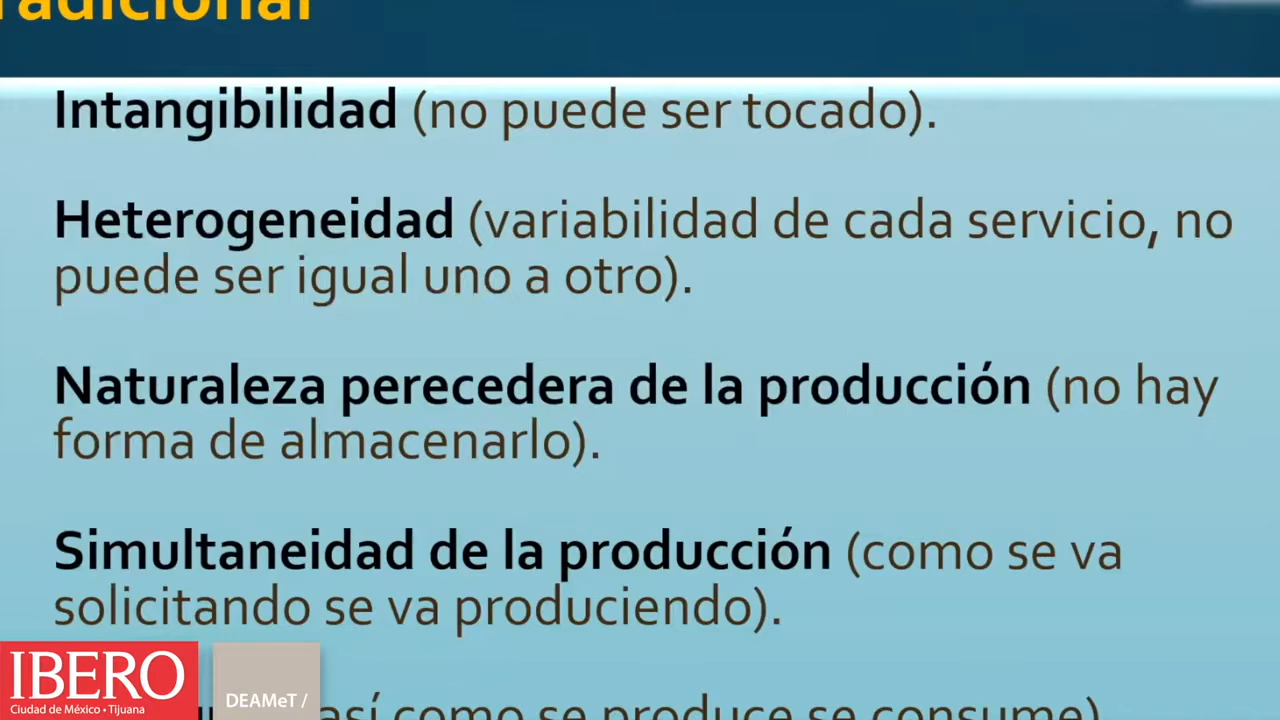 radicional
Intangibilidad (no puede ser tocado).
Heterogeneidad (variabilidad de cada servicio, no
puede ser igual uno a otro).
Naturaleza perecedera de la producción (no hay
forma de almacenarlo).
Simultaneidad de la producción (como se va
solicitando se va produciendo).
así como se produce se consume)
IBERO
Ciudad de México • Tijuana
DEAMeT /